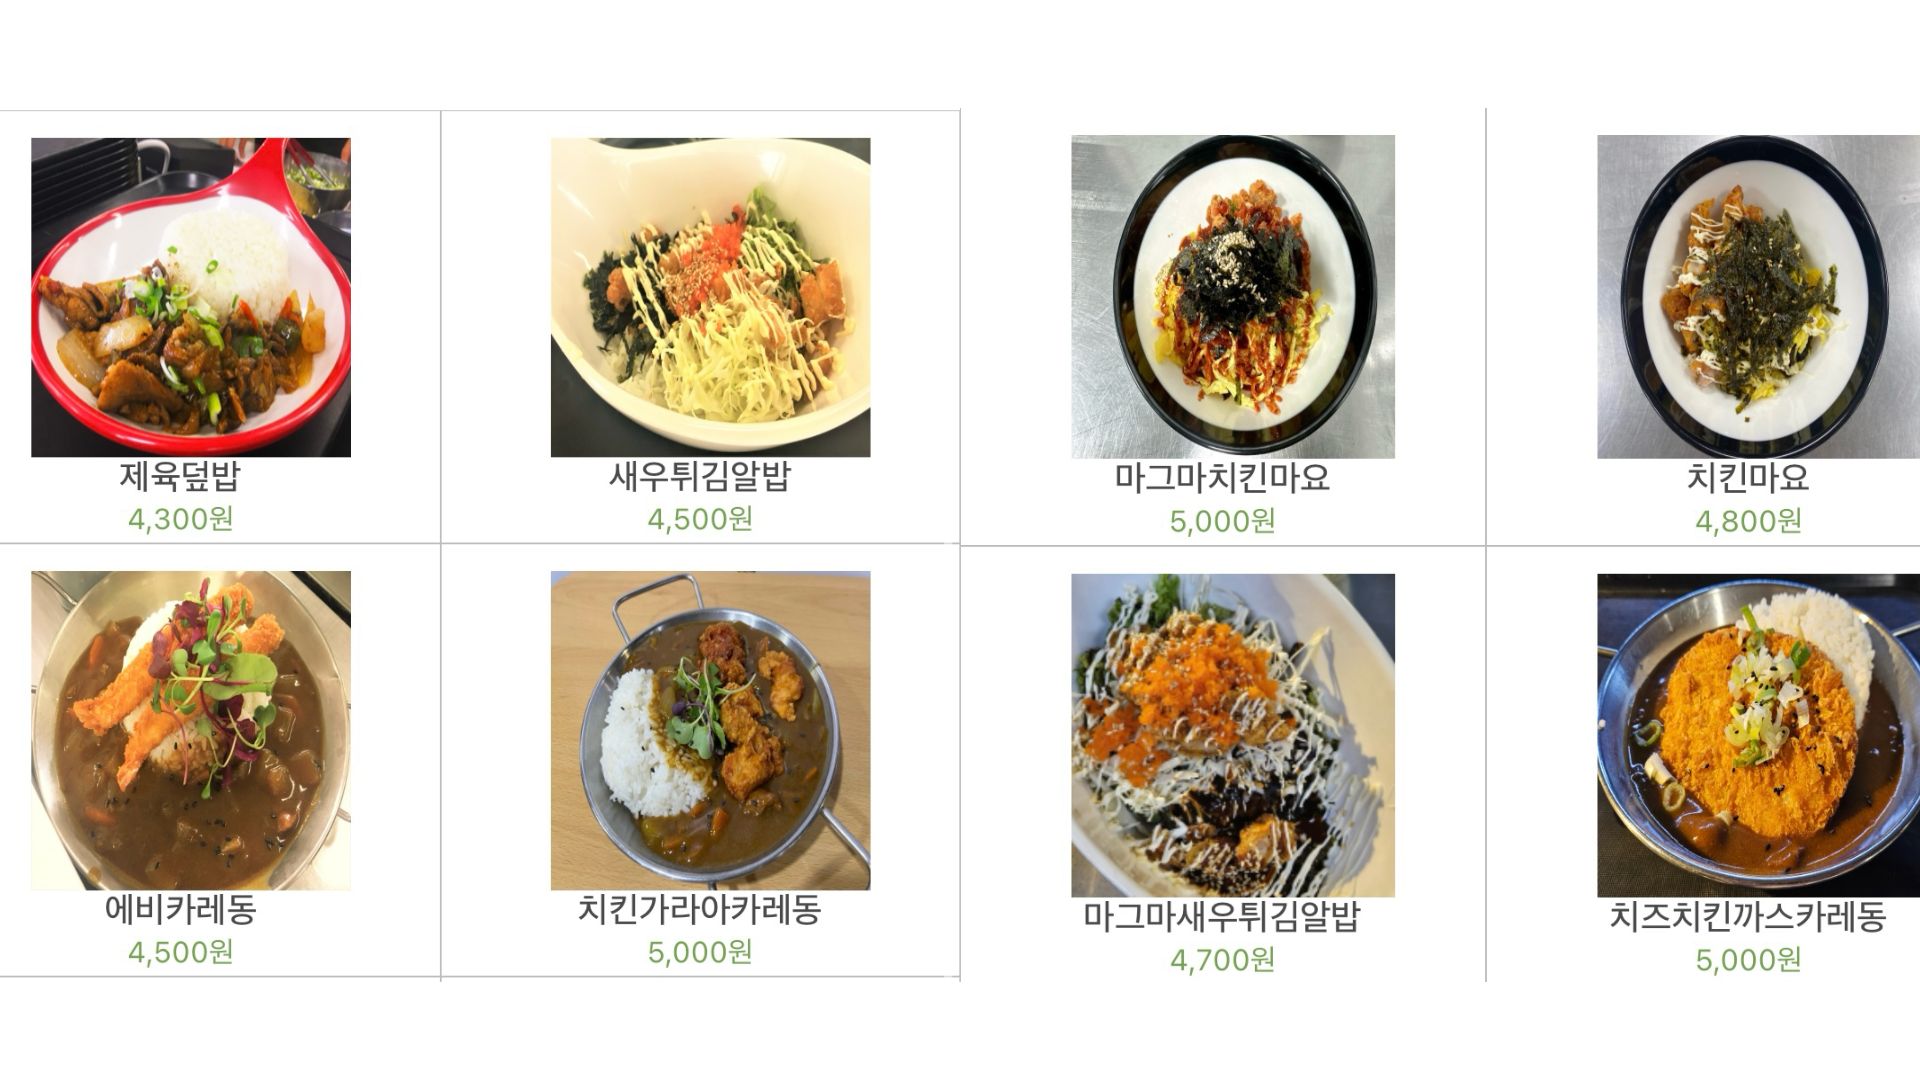 제육덮밥
4,300원
새우튀김알밥
4,500원
마그마치킨마요
5,000원
치킨마요
4,800원
에비카레동
4,500원
치킨가라아카레동
5,000원
마그마새우튀김알밥
4,700원
치즈치킨까스카레동
5,000원